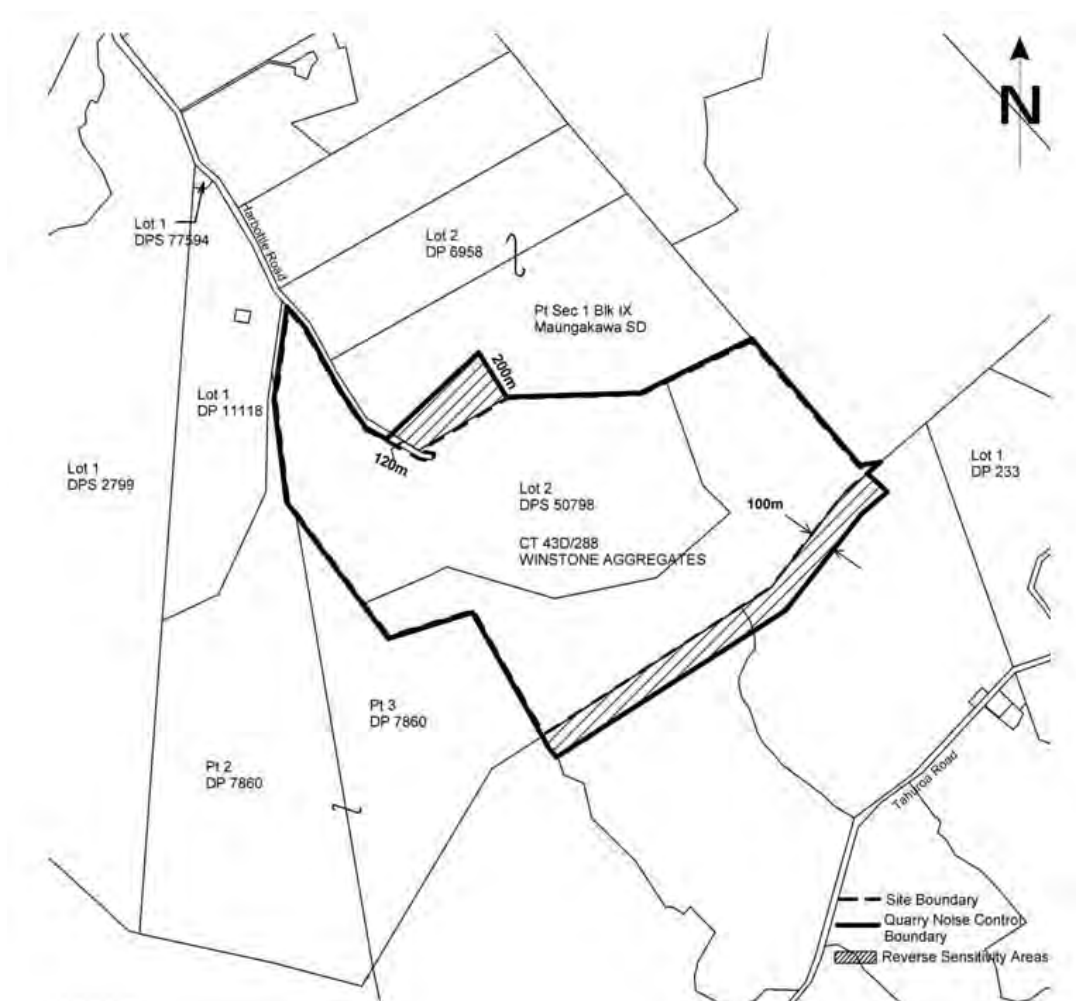 N
Lot 1
DPS 77594
Harbottle Road
Lot 2
DP 6958
Pt Sec 1 Blk IX
Maungakawa SD
200m
Lot 1
DP 11118
120m
Lot 1
DPS 2799
Lot 2
DPS 50798
CT 43D/288
WINSTONE AGGREGATES
100m
Lot 1
DP 233
Pt 3
DP 7860
Pt 2
DP 7860
Tahuroa Road
Site Boundary
Quarry Noise Control
Boundary
Reverse Sensitivity Areas